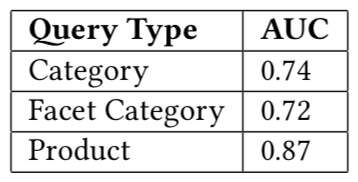 Query Type AUC
Category 0.74
Facet Category 0.72
Product 0.87